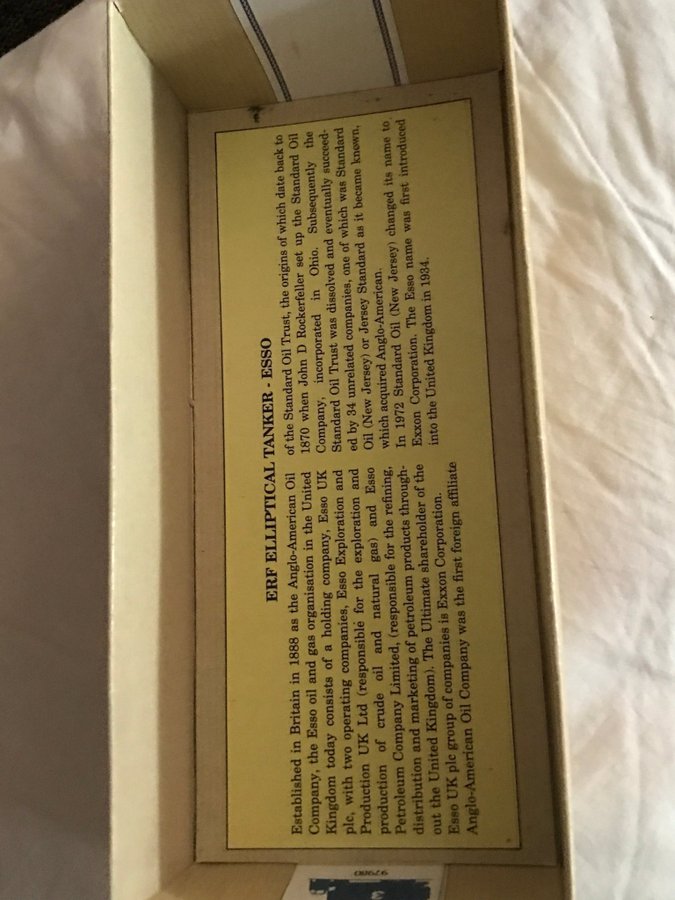 ERF ELLIPTICAL TANKER - ESSO
Established in Britain in 1888 as the Anglo-American Oil
Company, the Esso oil and gas organisation in the United
Kingdom today consists of a holding company, Esso UK
plc, with two operating companies, Esso Exploration and
Production UK Ltd (responsible for the exploration and
production of crude oil and natural gas) and Esso
Petroleum Company Limited, (responsible for the refining,
distribution and marketing of petroleum products through-
out the United Kingdom). The Ultimate shareholder of the
Esso UK plc group of companies is Exxon Corporation.
Anglo-American Oil Company was the first foreign affiliate
of the Standard Oil Trust, the origins of which date back to
1870 when John D Rockerfeller set up the Standard Oil
Company, incorporated in Ohio. Subsequently the
Standard Oil Trust was dissolved and eventually succeed-
ed by 34 unrelated companies, one of which was Standard
Oil (New Jersey) or Jersey Standard as it became known,
which acquired Anglo-American.
In 1972 Standard Oil (New Jersey) changed its name to
Exxon Corporation. The Esso name was first introduced
into the United Kingdom in 1934.
97980